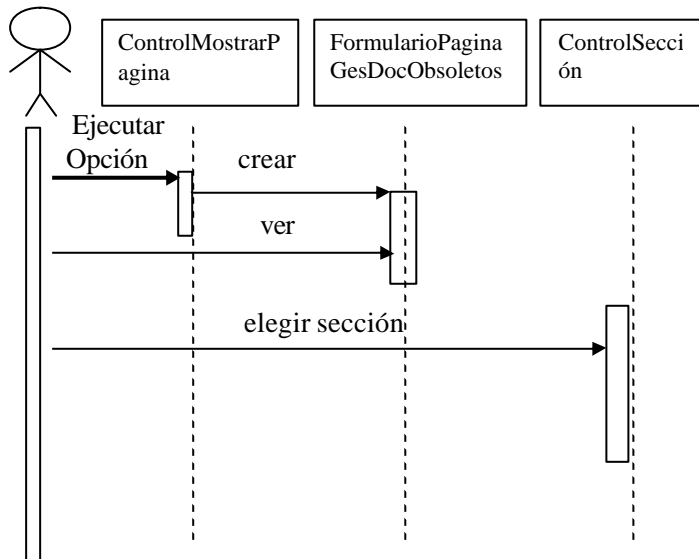 ControlMostrarP
agina
FormularioPagina
GesDocObsoletos
ControlSecci
ón
Ejecutar
Opción
crear
ver
elegir sección